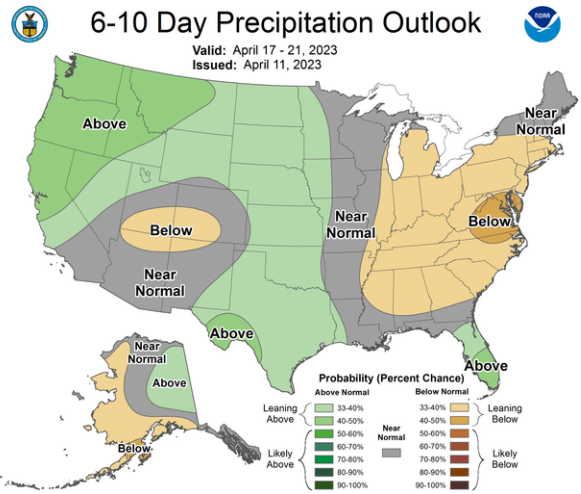 6-10 Day Precipitation Outlook
NOAA
Valid: April 17 - 21, 2023
Issued: April 11, 2023
Above
Near
Normal
Below
Near
Normal
Near
Normal
Below
Above
Above
Near
Normal
Above
Below
Probability (Percent Chance)
Above Normal
Below Normal
Leaning
Above
33-40%
40-50%
Likely
Above
50-60%
60-70%
70-80%
80-90%
90-100%
Near
Normal
33-40%
40-50%
Leaning
Below
50-60%
60-70%
70-80%
80-90%
90-100%
Likely
Below